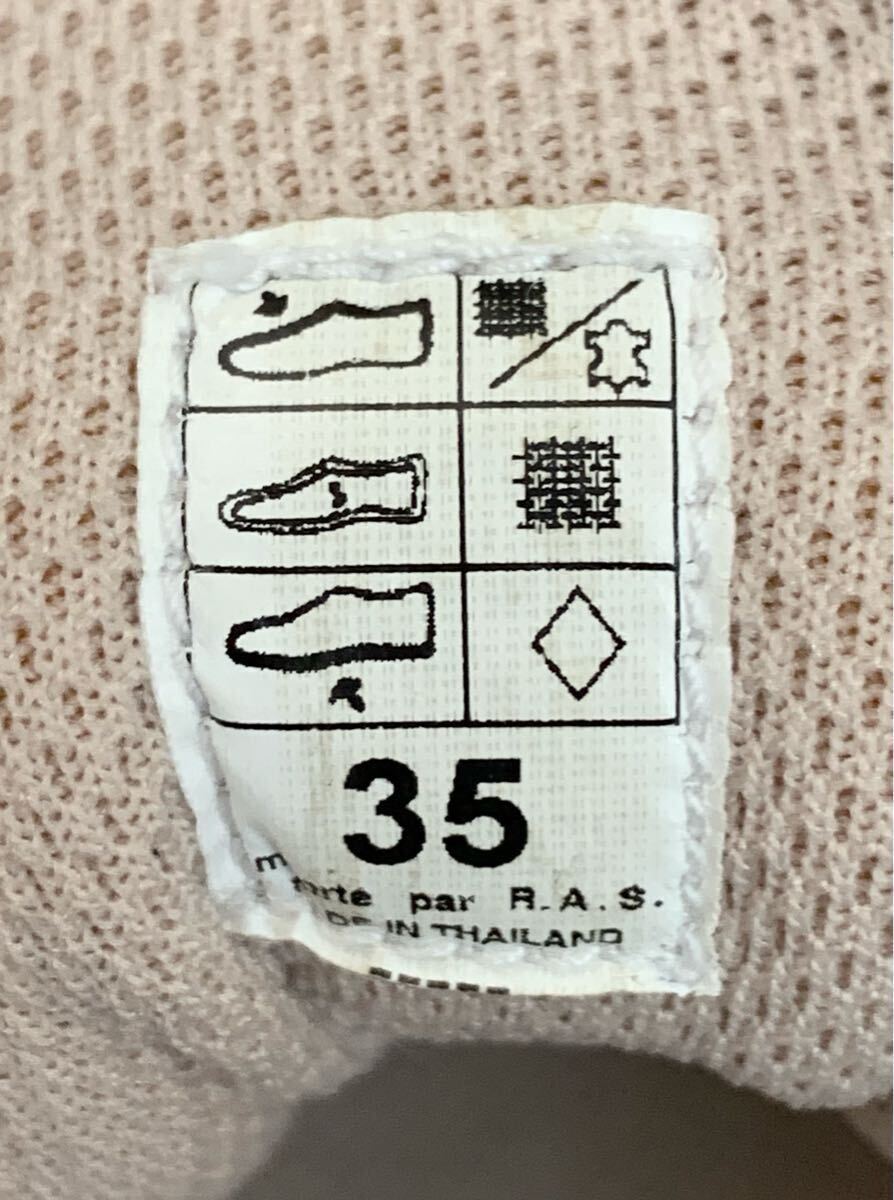 35
par R.A.S.
IN THAILAND